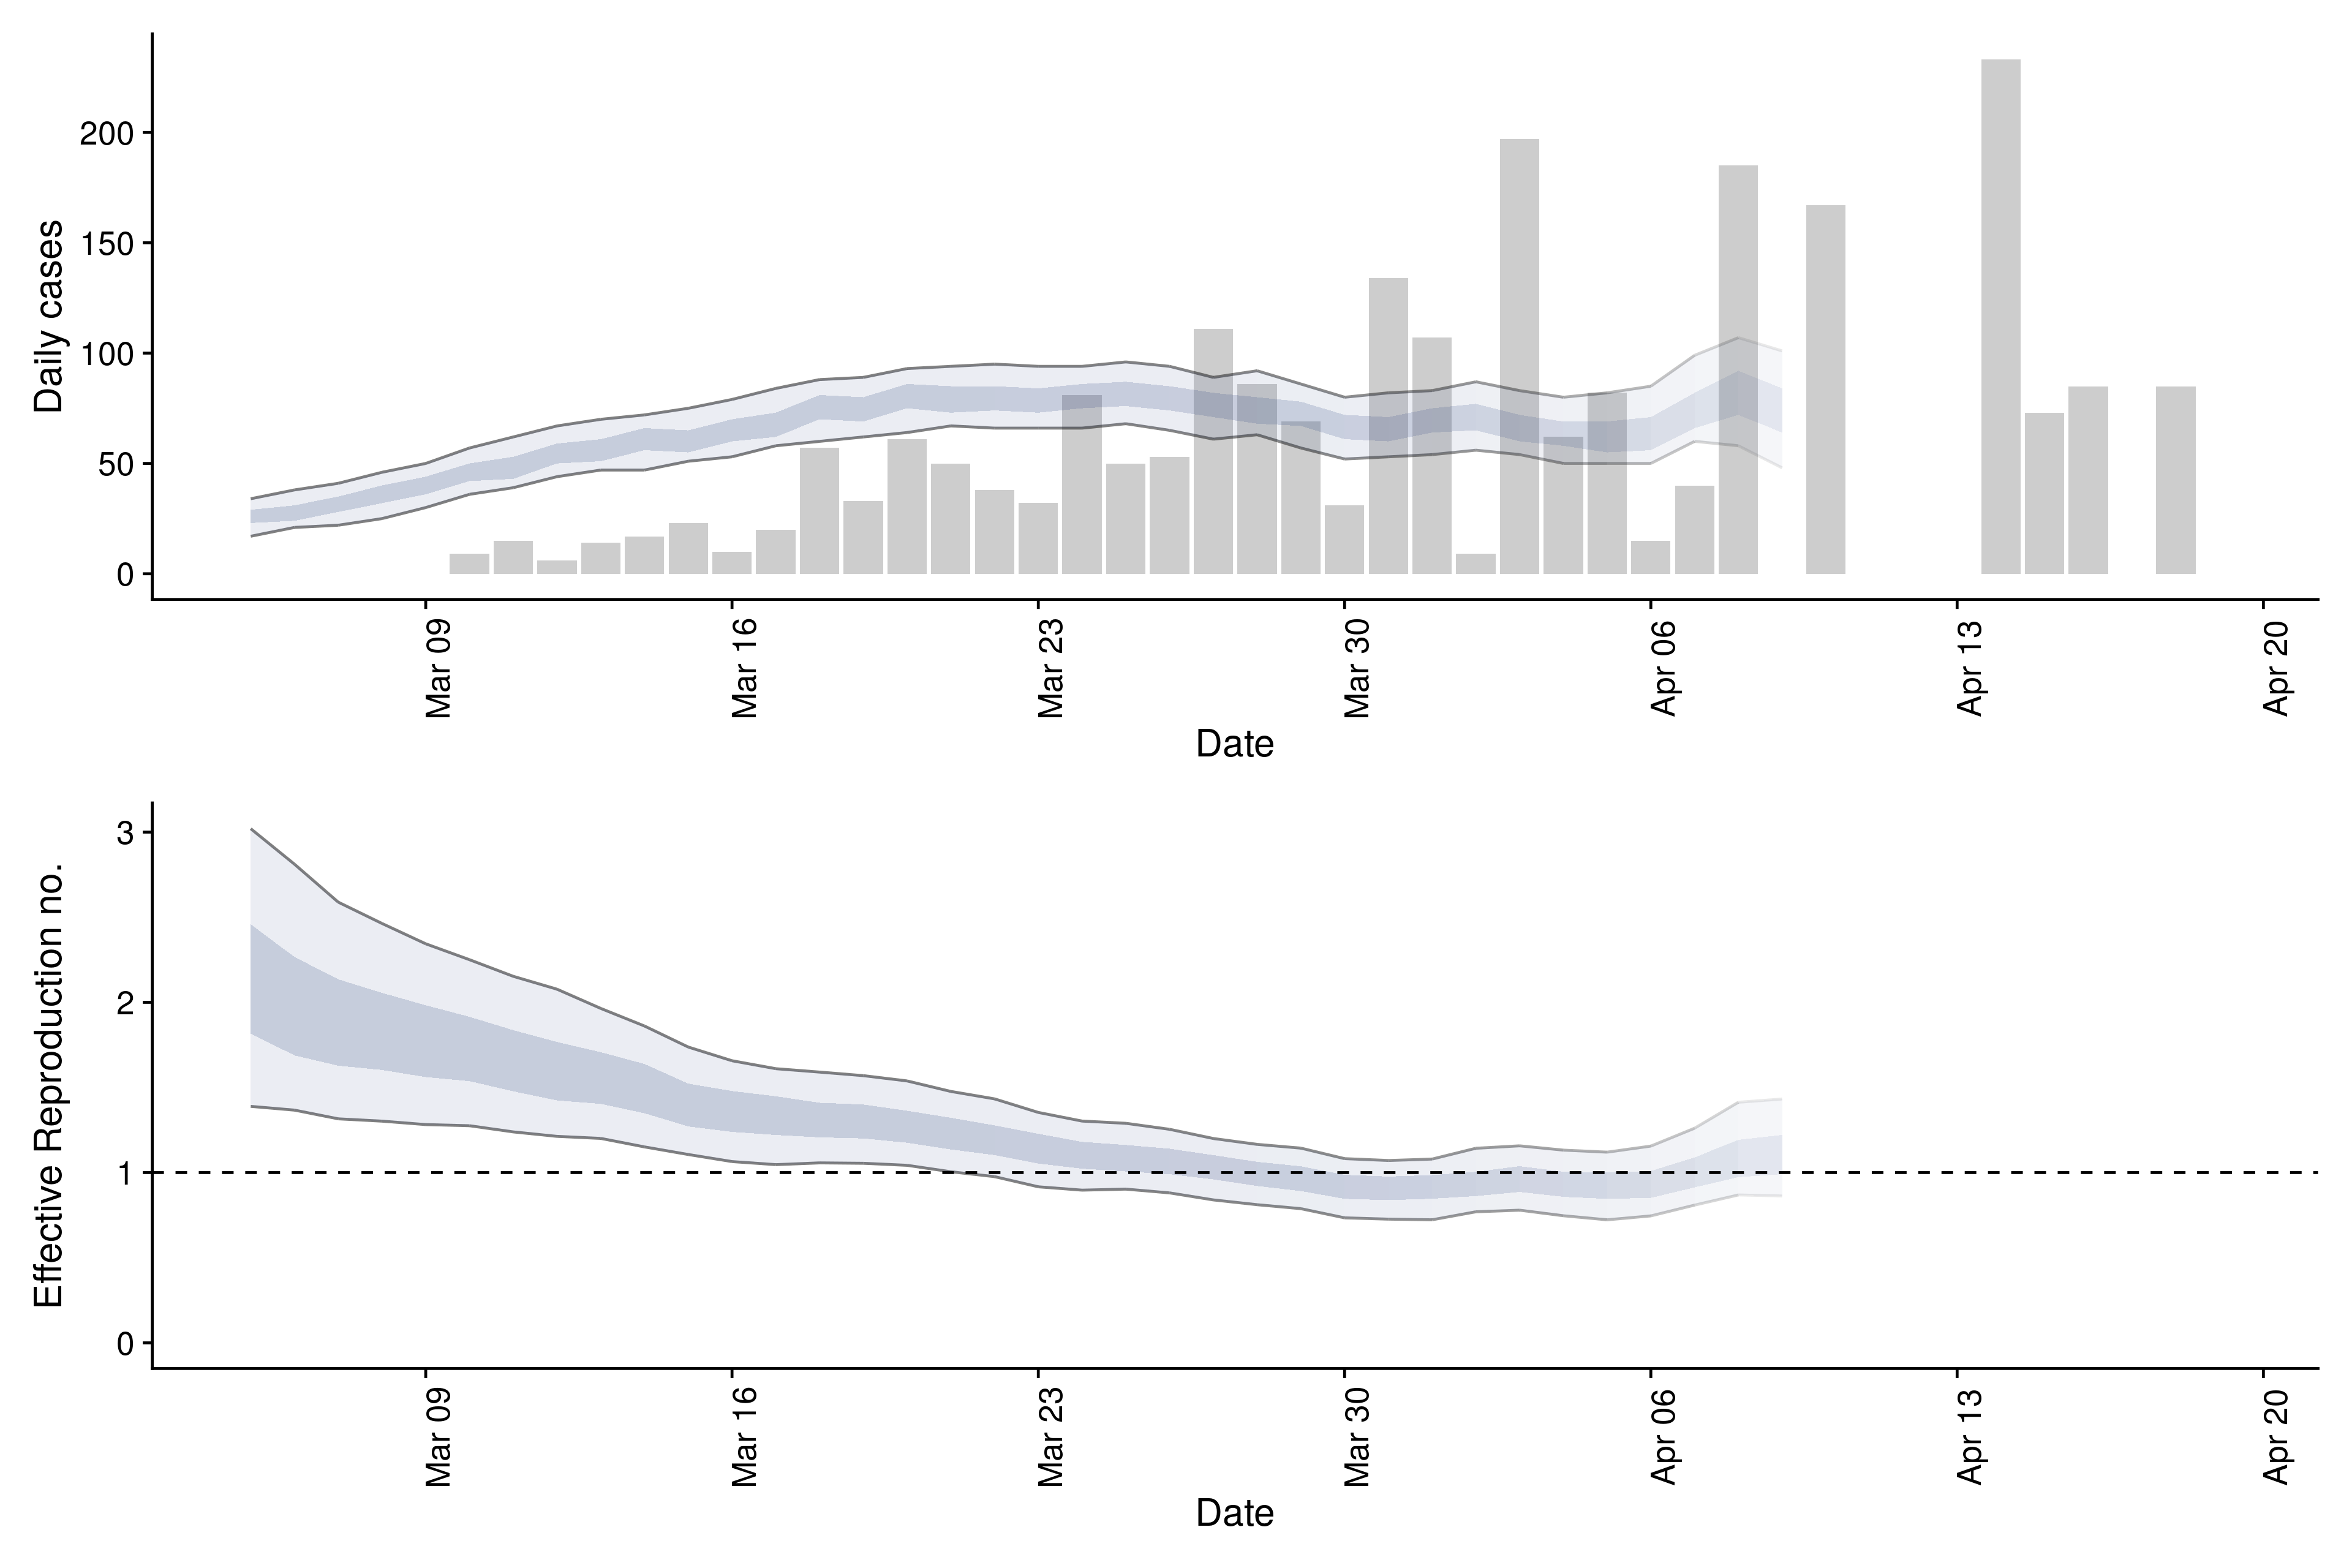 Daily cases
200
150
100
50
0
Mar 09
Mar 16
Mar 23
Mar 30
Apr 06
Apr 13
Apr 20
Date
Effective Reproduction no.
3
2
1
0
Mar 09
Mar 16
Mar 23
Mar 30
Apr 06
Apr 13
Apr 20
Date